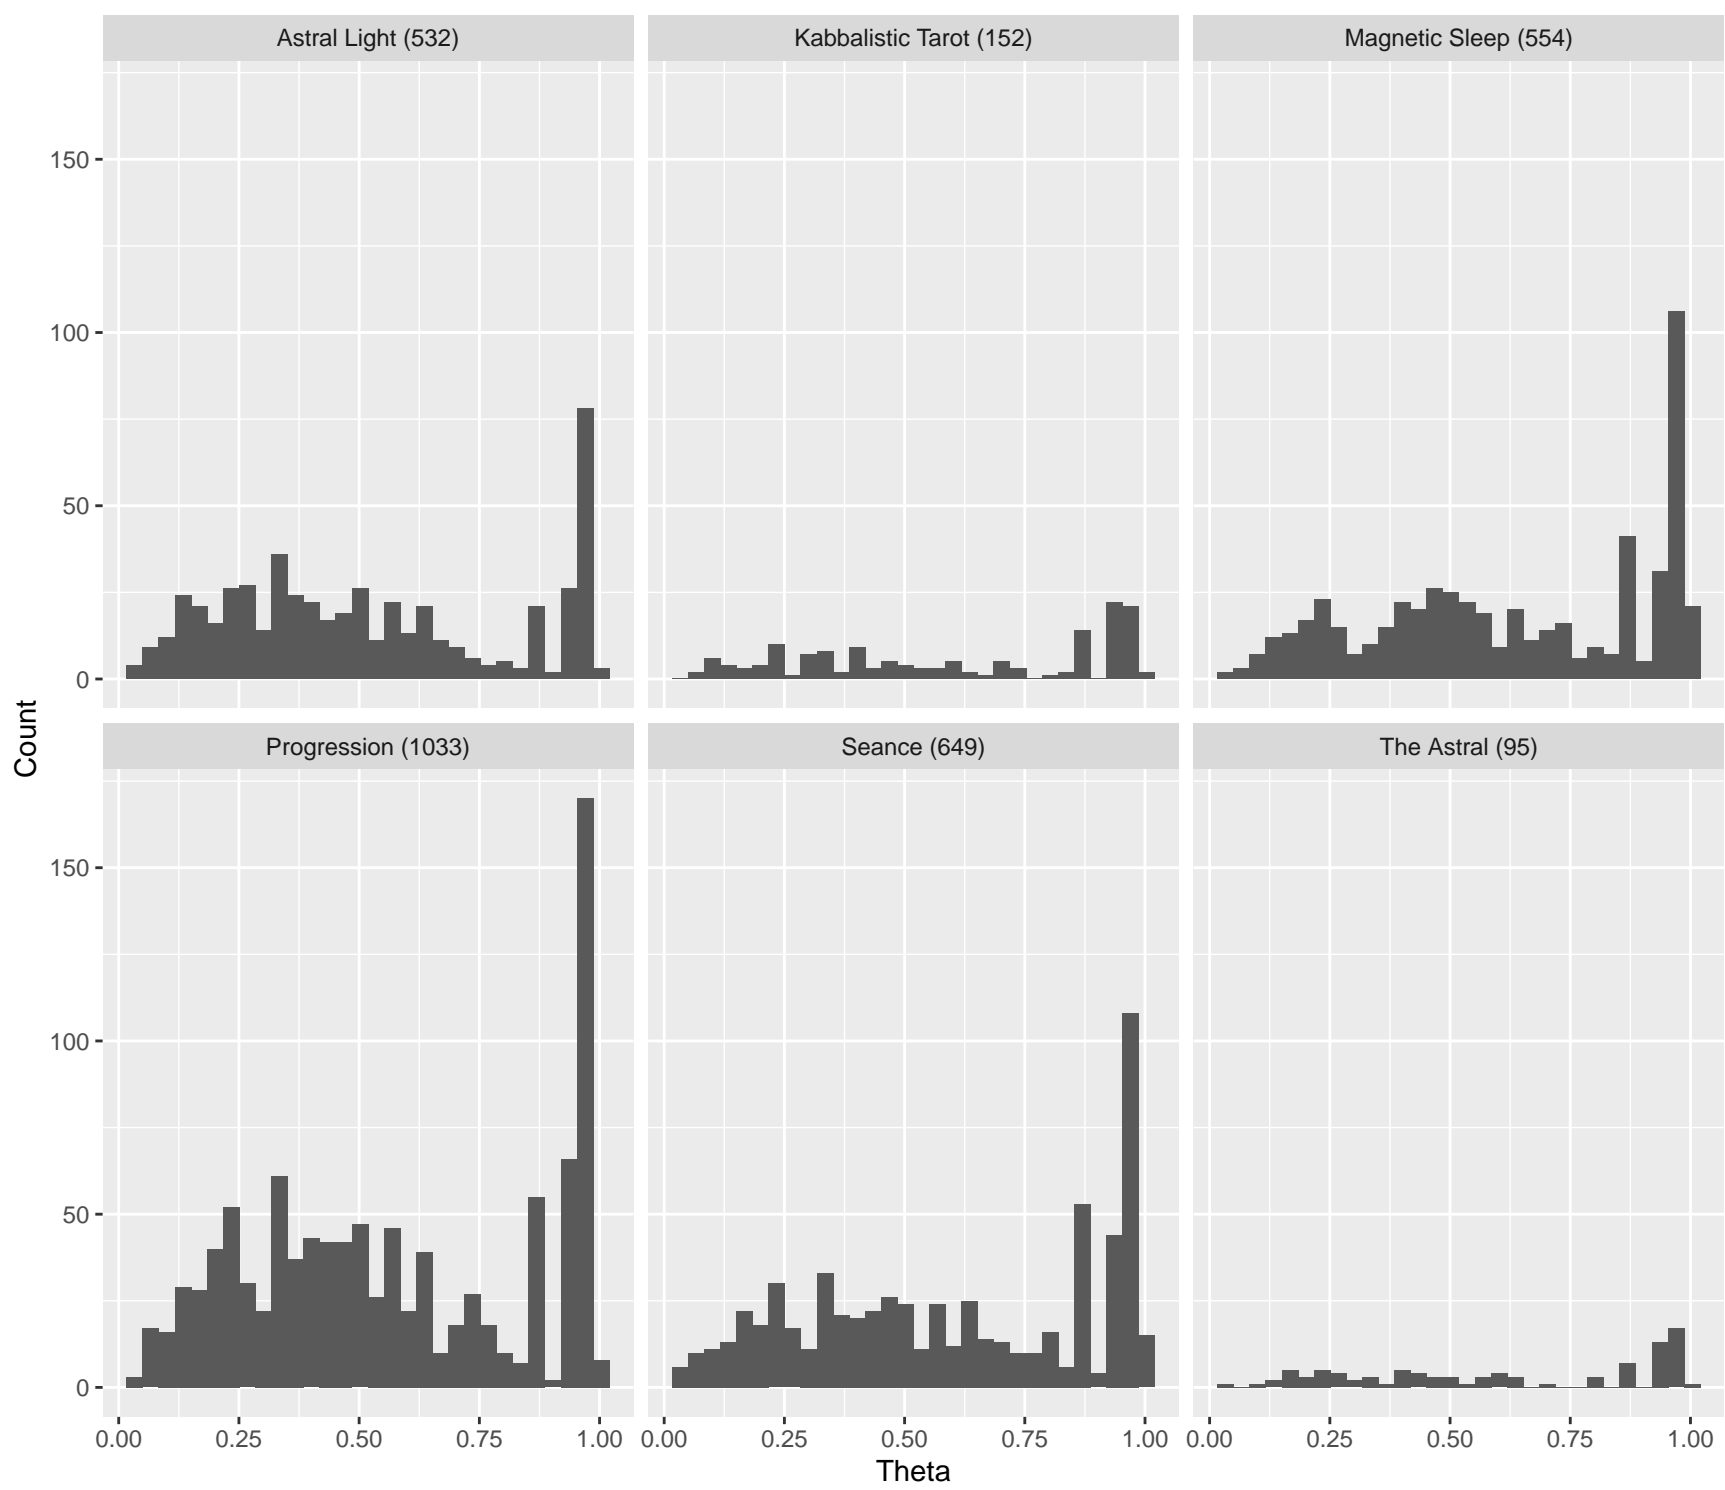 Astral Light (532)
Kabbalistic Tarot (152)
Magnetic Sleep (554)
150
100
50
0
Progression (1033)
Seance (649)
The Astral (95)
Count
150
100
50
0
0.00 0.25 0.50 0.75 1.00 0.00 0.25 0.50 0.75 1.00 0.00 0.25 0.50 0.75 1.00
Theta